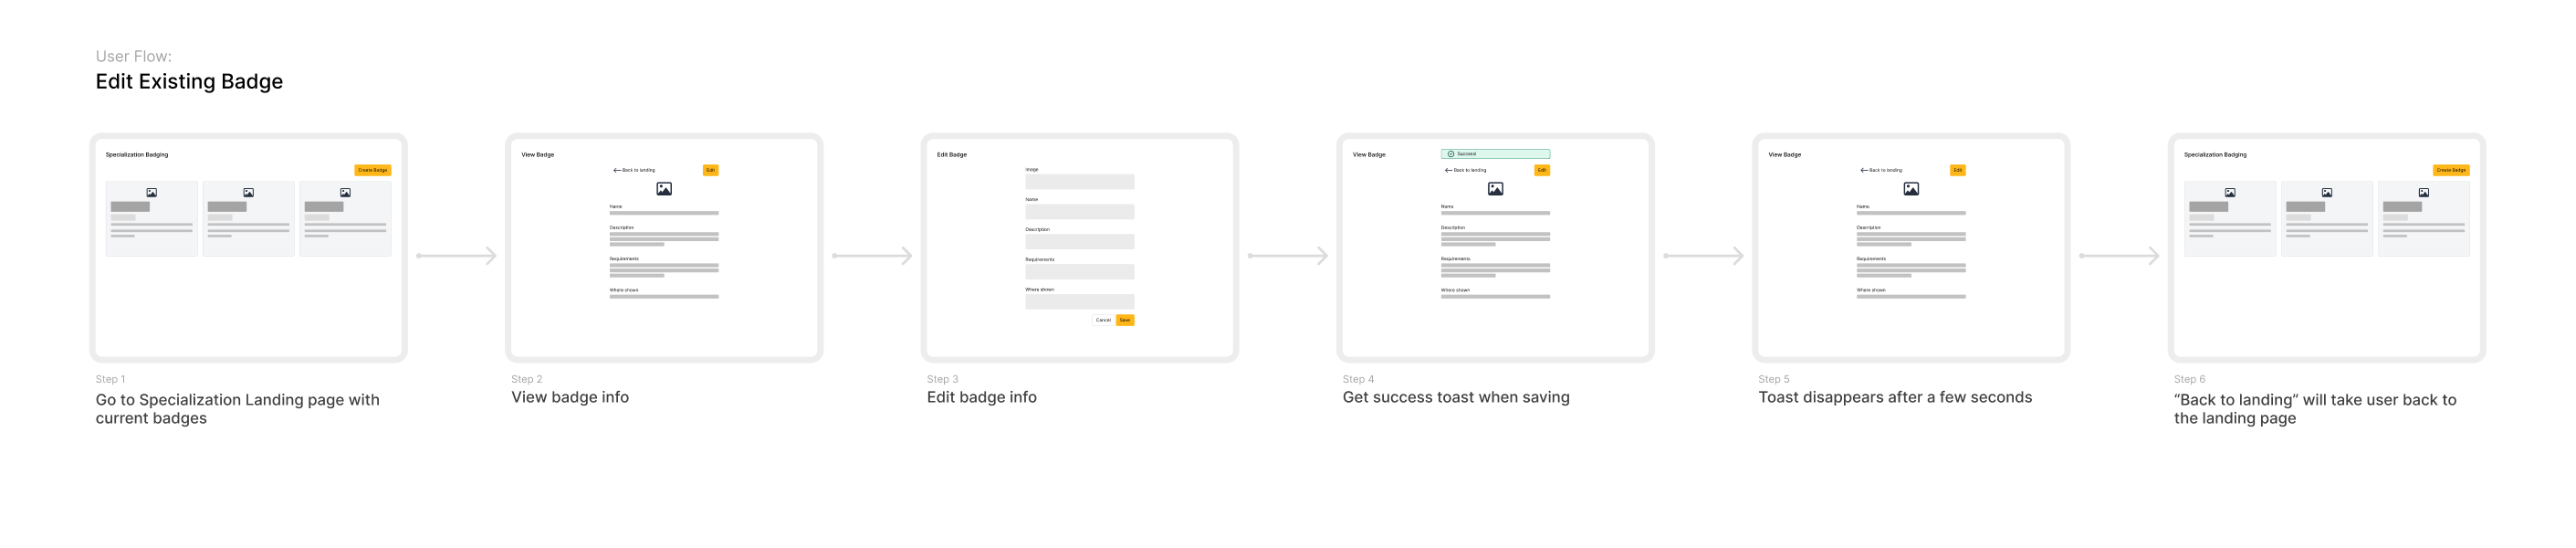 User Flow:
Edit Existing Badge
Specialization Badging
Create Badge
Step 1
Go to Specialization Landing page with
current badges
View Badge
Back to landing
Edit
Name
Description
Requirements
Where shown
Step 2
View badge info
Edit Badge
Image
Name
Description
Requirements
Where shown
Cancel
Save
Step 3
Edit badge info
View Badge
Success!
Back to landing
Edit
Name
Description
Requirements
Where shown
Step 4
Get success toast when saving
View Badge
Back to landing
Edit
Name
Description
Requirements
Where shown
Step 5
Toast disappears after a few seconds
Specialization Badging
Create Badge
Step 6
“Back to landing” will take user back to
the landing page